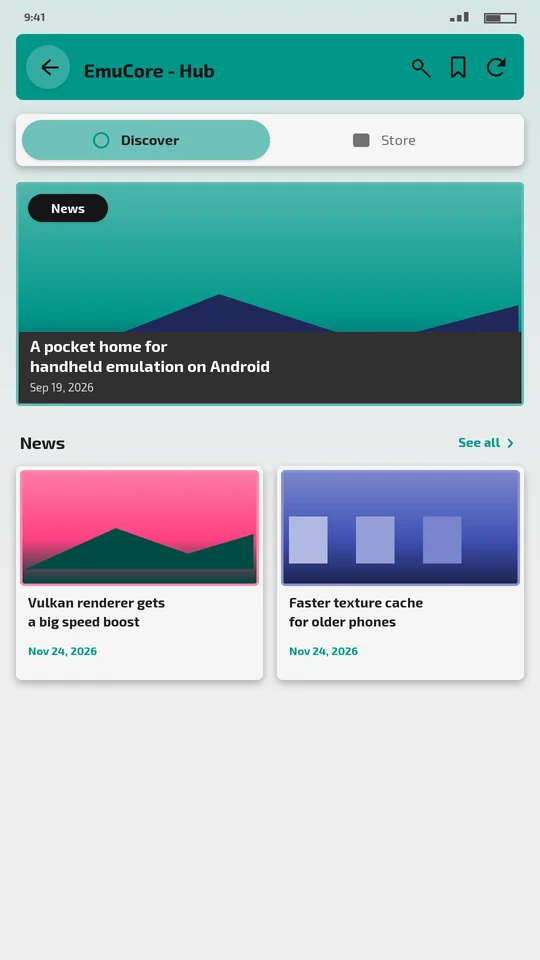 9:41
EmuCore - Hub
Discover
Store
News
A pocket home for
handheld emulation on Android
Sep 19, 2026
News
See all
Vulkan renderer gets
a big speed boost
Nov 24, 2026
Faster texture cache
for older phones
Nov 24, 2026